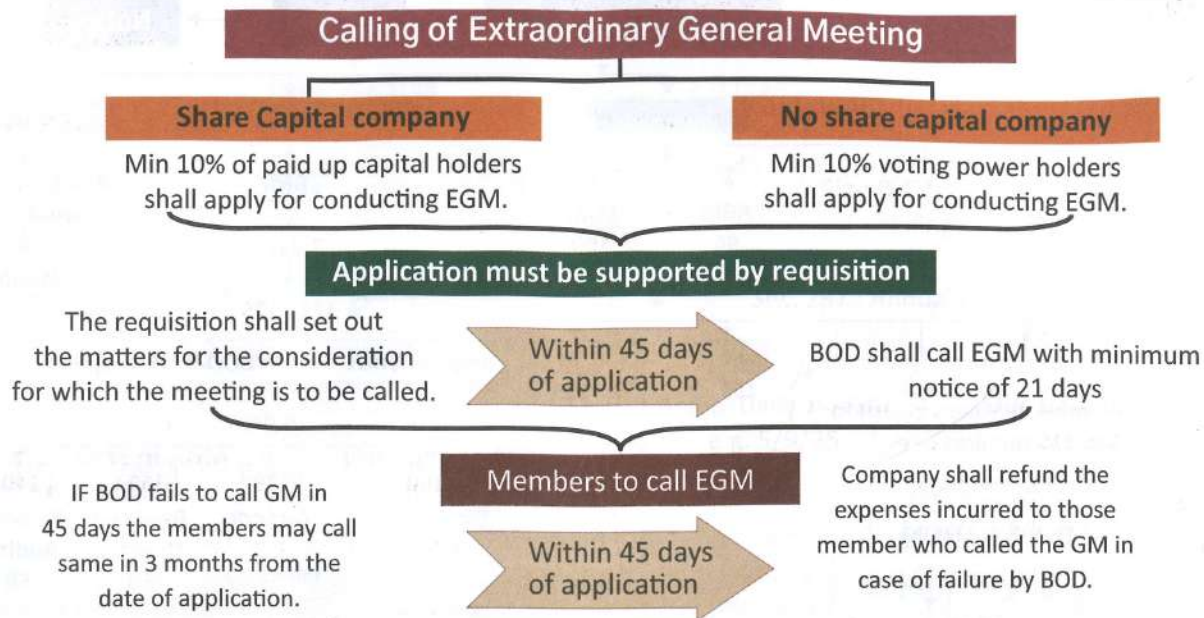 Calling of Extraordinary General Meeting
Share Capital company
Min 10% of paid up capital holders
shall apply for conducting EGM.
No share capital company
Min 10% voting power holders
shall apply for conducting EGM.
Application must be supported by requisition
The requisition shall set out
the matters for the consideration
for which the meeting is to be called.
Within 45 days
of application
BOD shall call EGM with minimum
notice of 21 days
Members to call EGM
IF BOD fails to call GM in
45 days the members may call
same in 3 months from the
date of application.
Within 45 days
of application
Company shall refund the
expenses incurred to those
member who called the GM in
case of failure by BOD.